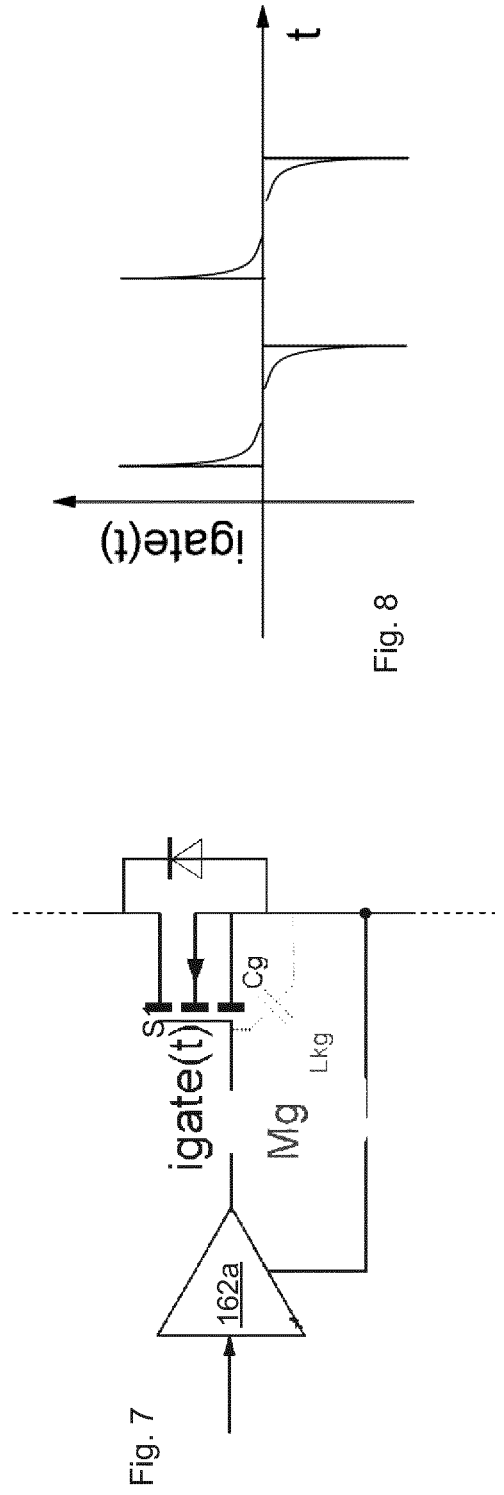 Fig. 7
162a
igate(t)
S1
Cg
Mg
Lkg
Fig. 8
igate(t)
t